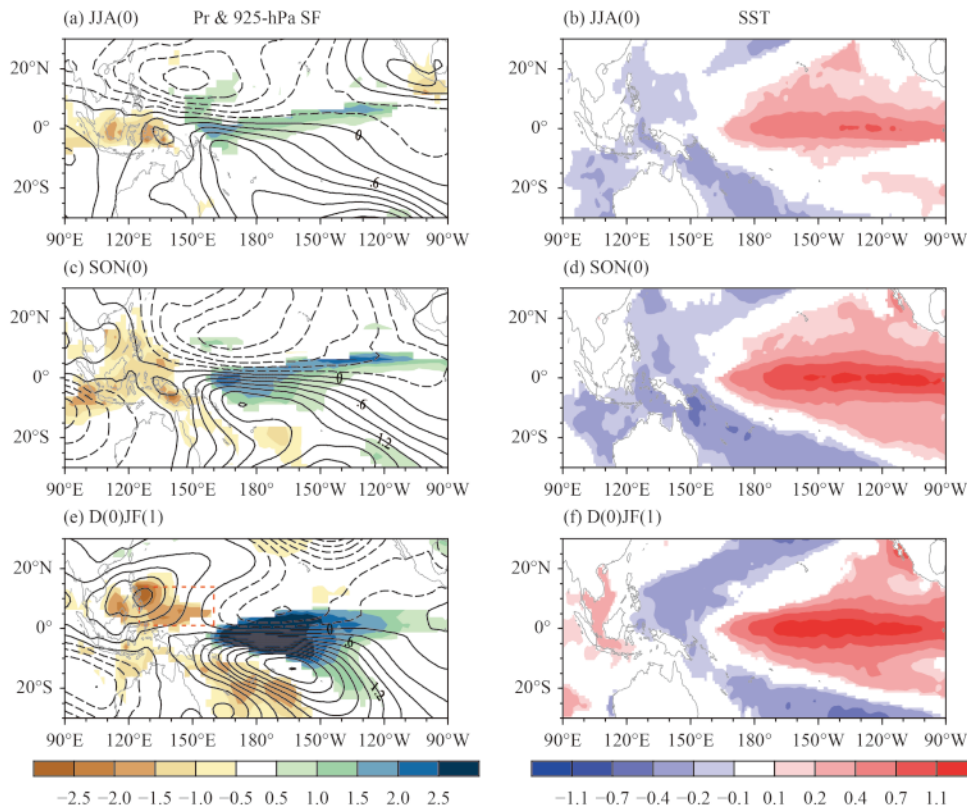 (a) JJA(0) Pr & 925-hPa SF
(b) JJA(0) SST
20°N 0° 20°S
0 .6
90°E 120°E 150°E 180° 150°W 120°W 90°W
20°N 0° 20°S
90°E 120°E 150°E 180° 150°W 120°W 90°W
(c) SON(0)
(d) SON(0)
20°N 0° 20°S
0 .6 1.2
90°E 120°E 150°E 180° 150°W 120°W 90°W
20°N 0° 20°S
90°E 120°E 150°E 180° 150°W 120°W 90°W
(e) D(0)JF(1)
(f) D(0)JF(1)
20°N 0° 20°S
0 .6 1.2
90°E 120°E 150°E 180° 150°W 120°W 90°W
20°N 0° 20°S
90°E 120°E 150°E 180° 150°W 120°W 90°W
−2.5 −2.0 −1.5 −1.0 −0.5 0.5 1.0 1.5 2.0 2.5
−1.1 −0.7 −0.4 −0.2 −0.1 0.1 0.2 0.4 0.7 1.1